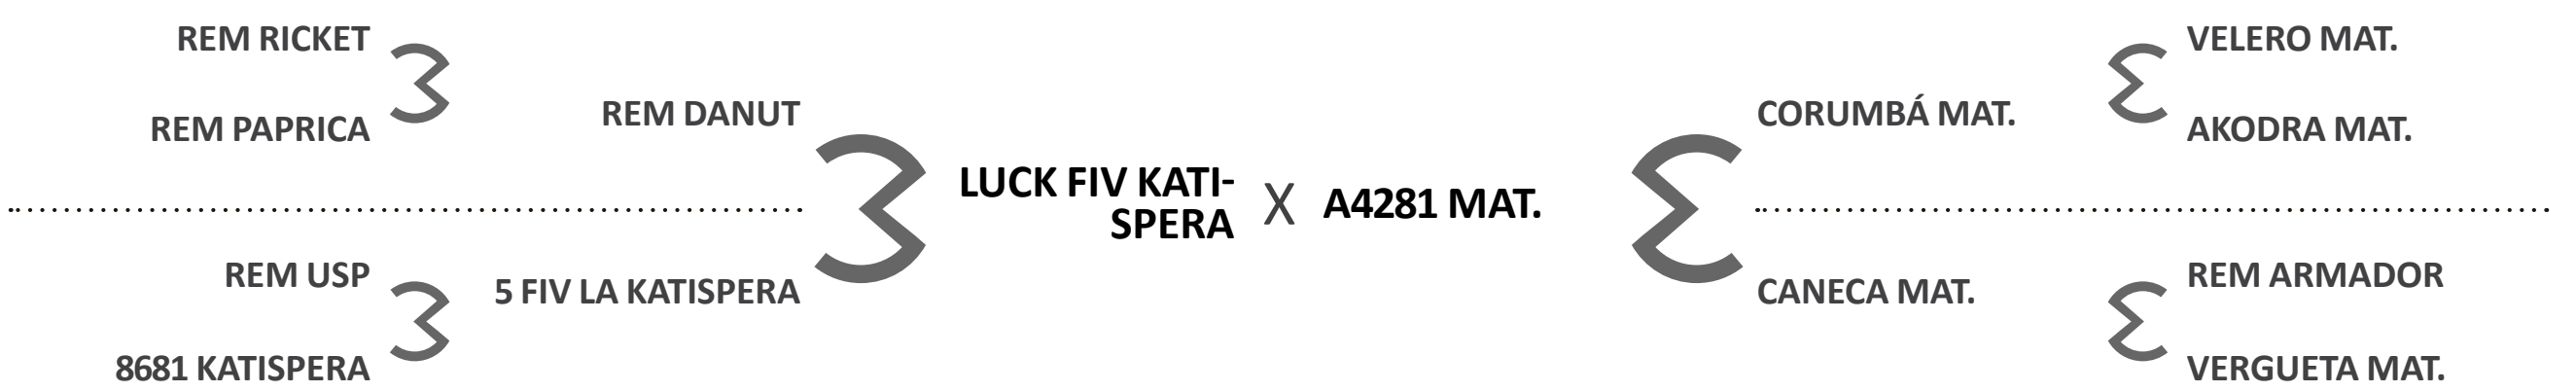 REM RICKET
REM PAPRICA
REM DANUT
REM USP
8681 KATISPERA
5 FIV LA KATISPERA
LUCK FIV KATI-
SPERA
X
A4281 MAT.
CORUMBÁ MAT.
CANECA MAT.
VELERO MAT.
AKODRA MAT.
REM ARMADOR
VERGUETA MAT.